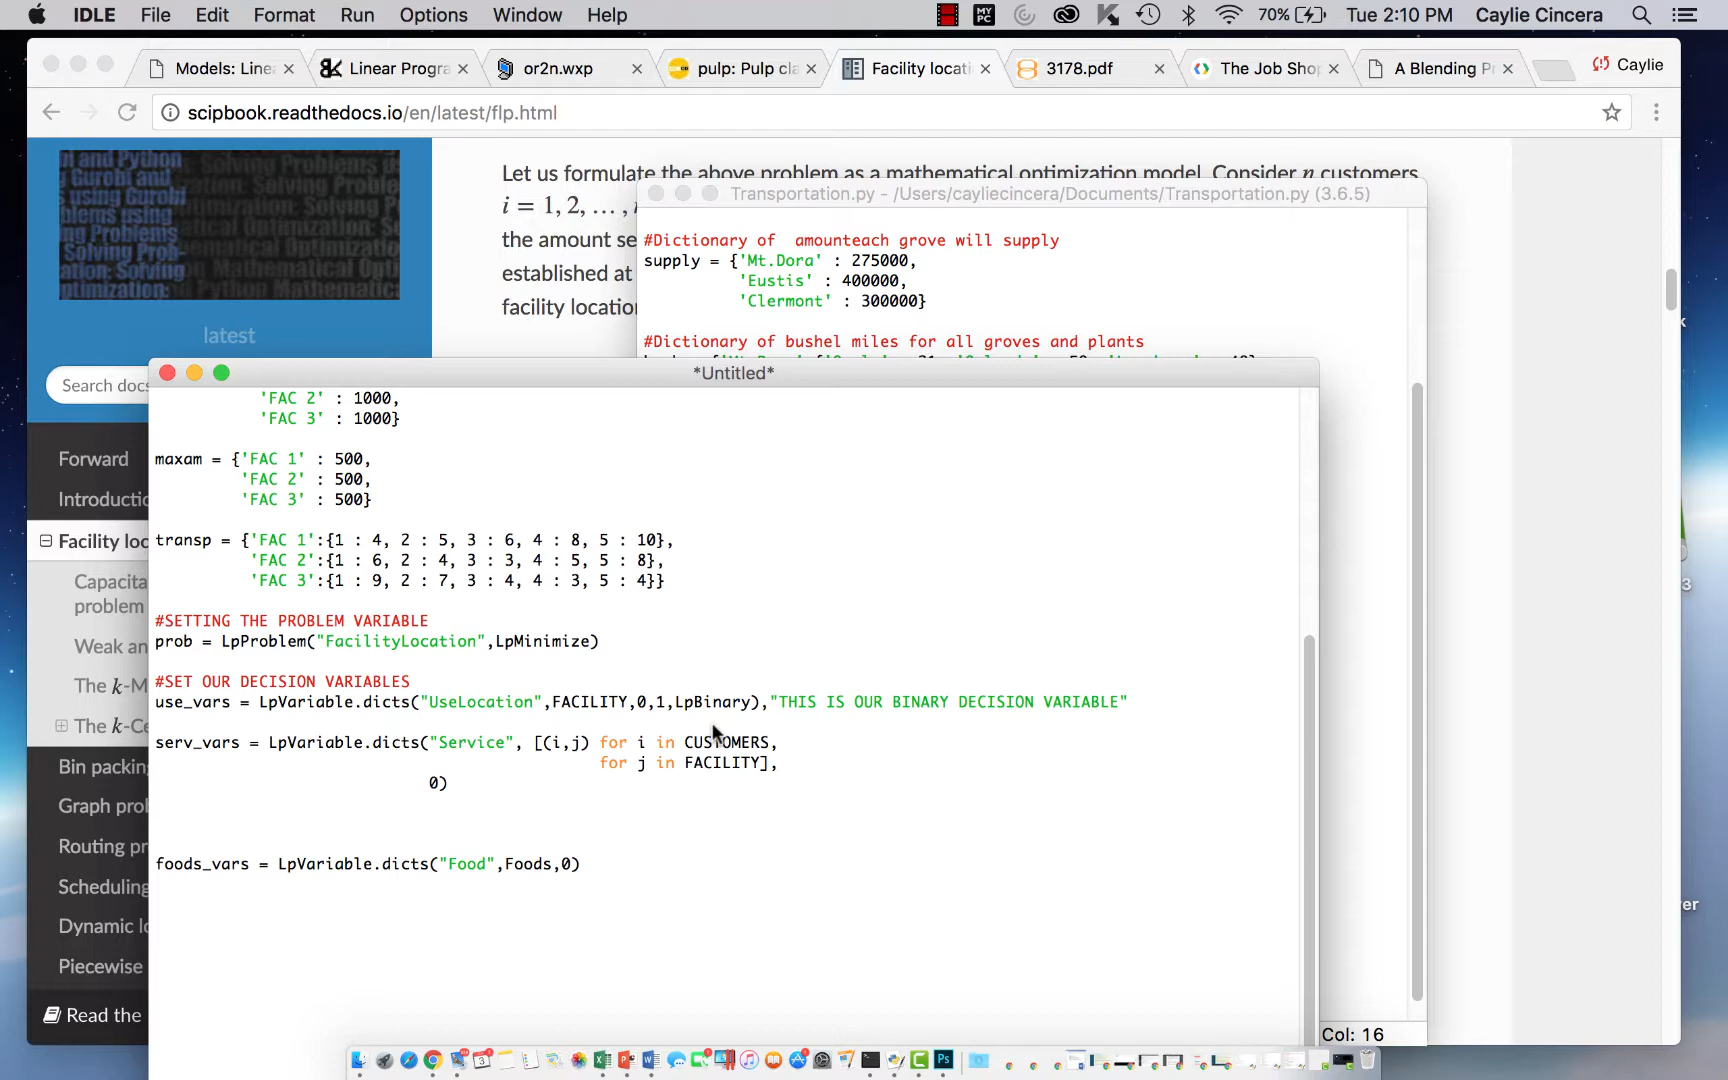 IDLE File Edit Format Run Options Window Help 70% Tue 2:10 PM Caylie Cincera
Models: Line Linear Progra or2n.wxp pulp: Pulp cla Facility locati 3178.pdf The Job Shop A Blending P Caylie
scipbook.readthedocs.io/en/latest/flp.html
latest
Search docs
Forward
Introductio
Facility loc
Capacita
problem
Weak an
The k-M
The k-Ce
Bin packing
Graph prob
Routing pr
Scheduling
Dynamic lo
Piecewise
Read the
Let us formulate the above problem as a mathematical optimization model. Consider n customers
i = 1, 2, …,
the amount se
established at
facility location
Transportation.py - /Users/cayliecincera/Documents/Transportation.py (3.6.5)
#Dictionary of  amounteach grove will supply
supply = {'Mt.Dora' : 275000,
'Eustis' : 400000,
'Clermont' : 300000}
#Dictionary of bushel miles for all groves and plants
Col: 16
*Untitled*
'FAC 2' : 1000,
'FAC 3' : 1000}
maxam = {'FAC 1' : 500,
'FAC 2' : 500,
'FAC 3' : 500}
transp = {'FAC 1':{1 : 4, 2 : 5, 3 : 6, 4 : 8, 5 : 10},
'FAC 2':{1 : 6, 2 : 4, 3 : 3, 4 : 5, 5 : 8},
'FAC 3':{1 : 9, 2 : 7, 3 : 4, 4 : 3, 5 : 4}}
#SETTING THE PROBLEM VARIABLE
prob = LpProblem("FacilityLocation",LpMinimize)
#SET OUR DECISION VARIABLES
use_vars = LpVariable.dicts("UseLocation",FACILITY,0,1,LpBinary),"THIS IS OUR BINARY DECISION VARIABLE"
serv_vars = LpVariable.dicts("Service", [(i,j) for i in CUSTOMERS,
for j in FACILITY],
0)
foods_vars = LpVariable.dicts("Food",Foods,0)